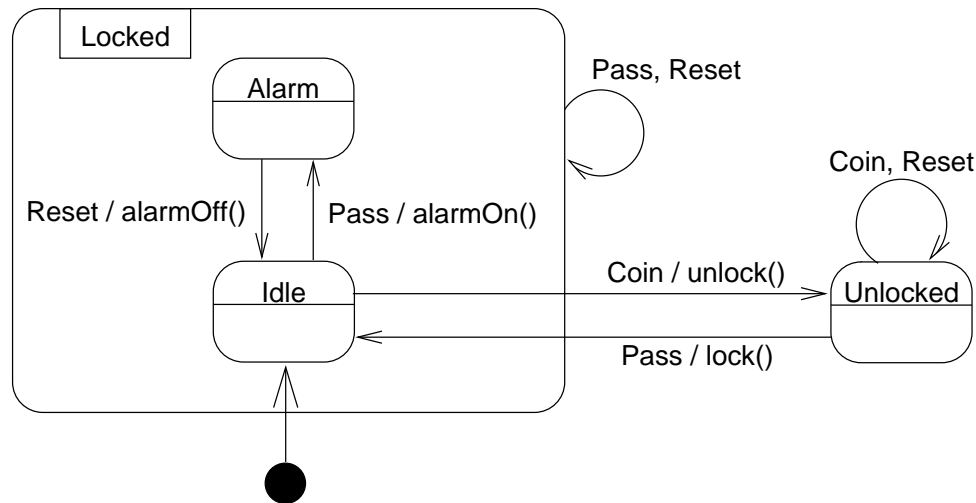 Locked
Alarm
Pass, Reset
Coin, Reset
Reset / alarmOff()
Pass / alarmOn()
Idle
Coin / unlock()
Unlocked
Pass / lock()